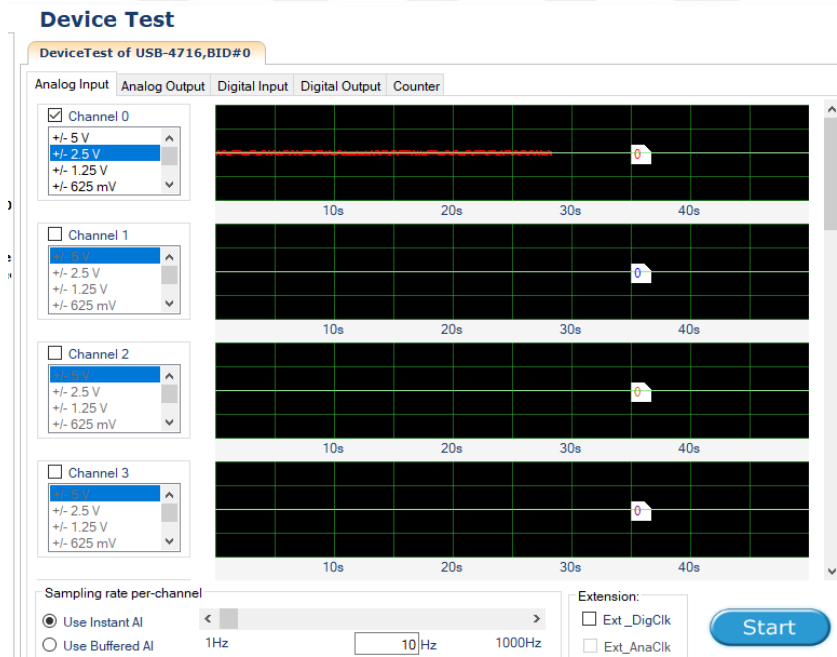 Device Test
DeviceTest of USB-4716,BID#0
Analog Input Analog Output Digital Input Digital Output Counter
Channel 0
+/- 5 V
+/- 2.5 V
+/- 1.25 V
+/- 625 mV
0
10s 20s 30s 40s
Channel 1
+/- 5 V
+/- 2.5 V
+/- 1.25 V
+/- 625 mV
0
10s 20s 30s 40s
Channel 2
+/- 5 V
+/- 2.5 V
+/- 1.25 V
+/- 625 mV
0
10s 20s 30s 40s
Channel 3
+/- 5 V
+/- 2.5 V
+/- 1.25 V
+/- 625 mV
0
10s 20s 30s 40s
Sampling rate per-channel
Use Instant AI
Use Buffered AI
1Hz 10 Hz 1000Hz
Extension:
Ext _DigClk
Ext_AnaClk
Start